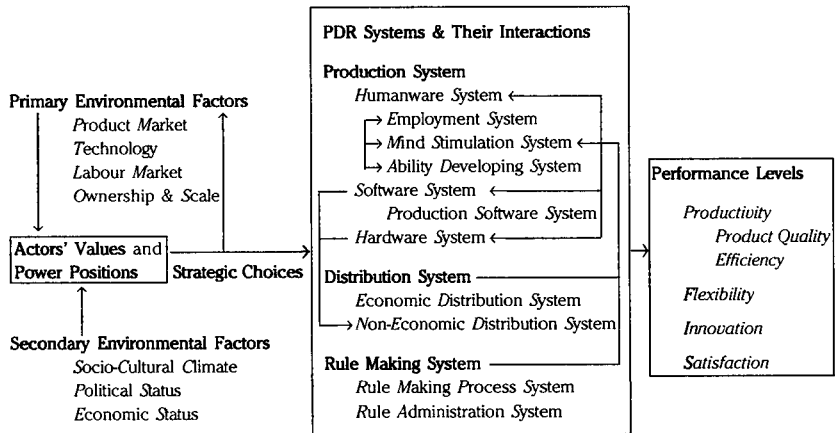 Primary Environmental Factors
Product Market
Technology
Labour Market
Ownership & Scale
Actors' Values and
Power Positions
Strategic Choices
Secondary Environmental Factors
Socio-Cultural Climate
Political Status
Economic Status
PDR Systems & Their Interactions
Production System
Humanware System
Employment System
Mind Stimulation System
Ability Developing System
Software System
Production Software System
Hardware System
Distribution System
Economic Distribution System
Non-Economic Distribution System
Rule Making System
Rule Making Process System
Rule Administration System
Performance Levels
Productivity
Product Quality
Efficiency
Flexibility
Innovation
Satisfaction